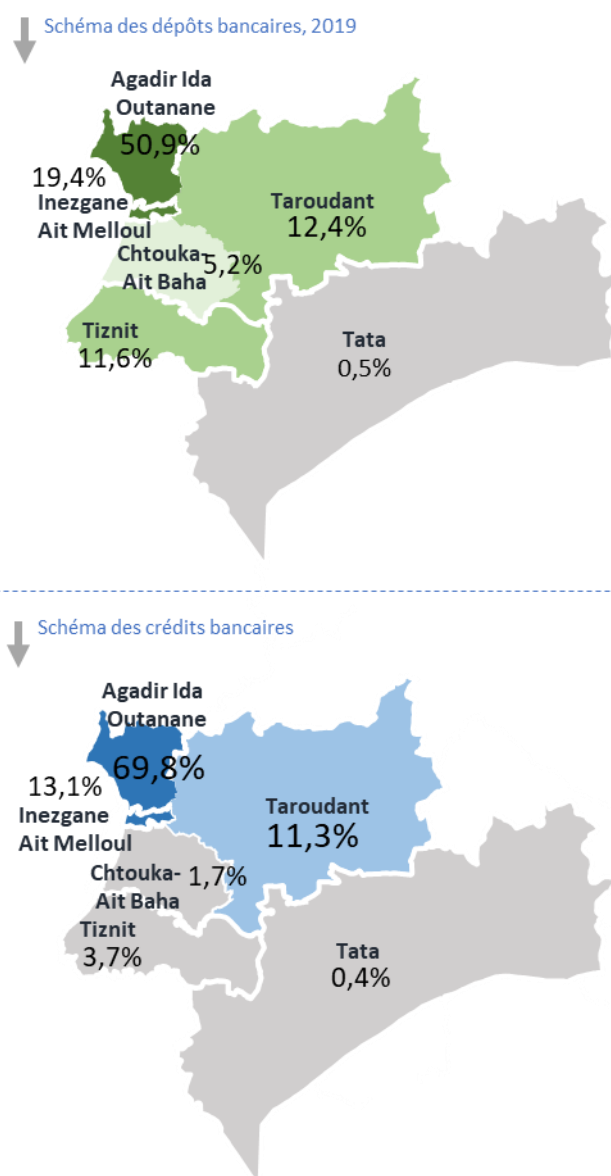 Schéma des dépôts bancaires, 2019
Agadir Ida
Outanane
50,9%
19,4%
Inezgane
Ait Melloul
Taroudant
12,4%
Chtouka-
5,2%
Ait Baha
Tiznit
11,6%
Tata
0,5%
Schéma des crédits bancaires
Agadir Ida
Outanane
69,8%
13,1%
Inezgane
Ait Melloul
Taroudant
11,3%
Chtouka-
1,7%
Ait Baha
Tiznit
3,7%
Tata
0,4%